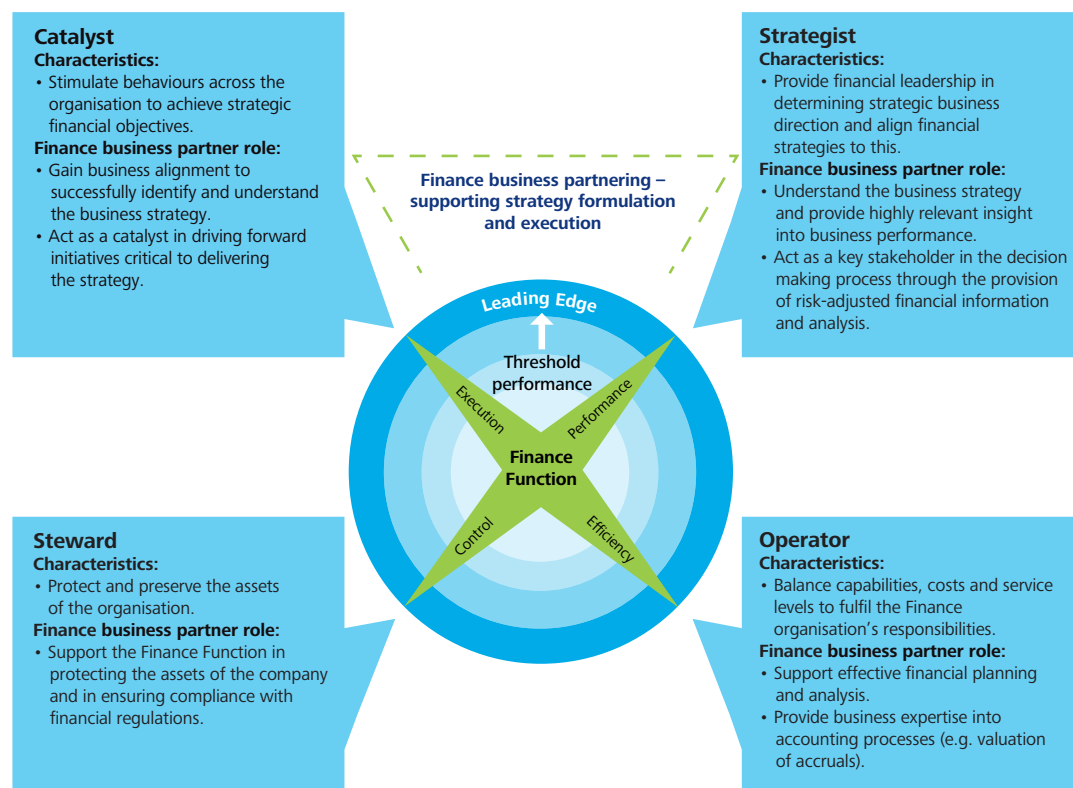 Catalyst
Characteristics:
• Stimulate behaviours across the
organisation to achieve strategic
financial objectives.
Finance business partner role:
• Gain business alignment to
successfully identify and understand
the business strategy.
• Act as a catalyst in driving forward
initiatives critical to delivering
the strategy.
Strategist
Characteristics:
• Provide financial leadership in
determining strategic business
direction and align financial
strategies to this.
Finance business partner role:
• Understand the business strategy
and provide highly relevant insight
into business performance.
• Act as a key stakeholder in the decision
making process through the provision
of risk-adjusted financial information
and analysis.
Finance business partnering –
supporting strategy formulation
and execution
Leading Edge
Threshold
performance
Execution
Performance
Finance
Function
Control
Efficiency
Steward
Characteristics:
• Protect and preserve the assets
of the organisation.
Finance business partner role:
• Support the Finance Function in
protecting the assets of the company
and in ensuring compliance with
financial regulations.
Operator
Characteristics:
• Balance capabilities, costs and service
levels to fulfil the Finance
organisation's responsibilities.
Finance business partner role:
• Support effective financial planning
and analysis.
• Provide business expertise into
accounting processes (e.g. valuation
of accruals).